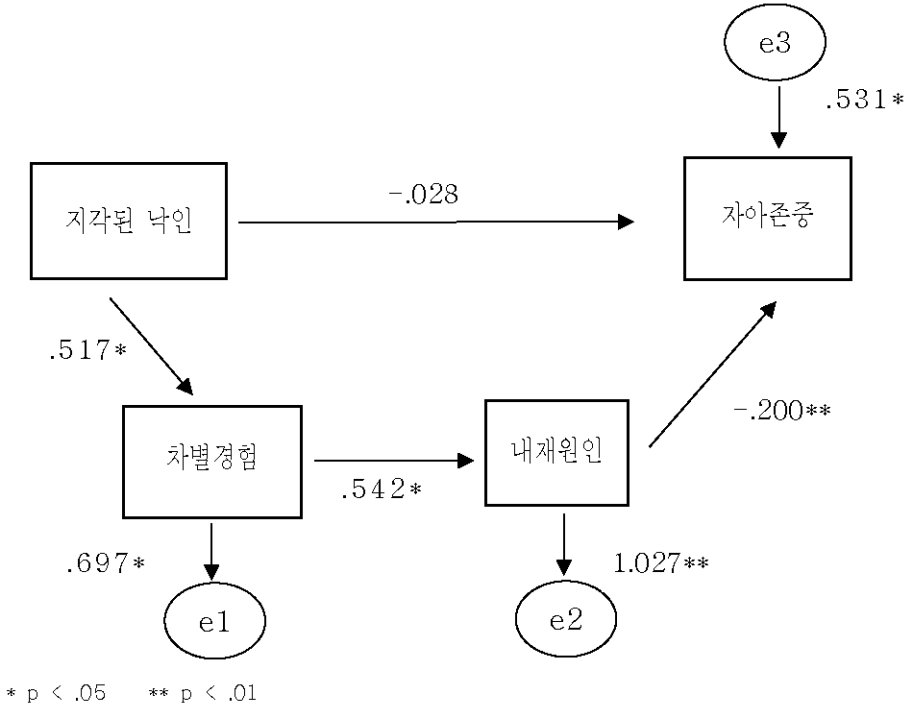 e3
.531*
-.028
지각된 낙인
자아존중
.517*
-.200**
차별경험
내재원인
.542*
.697*
1.027**
e1
e2
* p < .05 ** p < .01